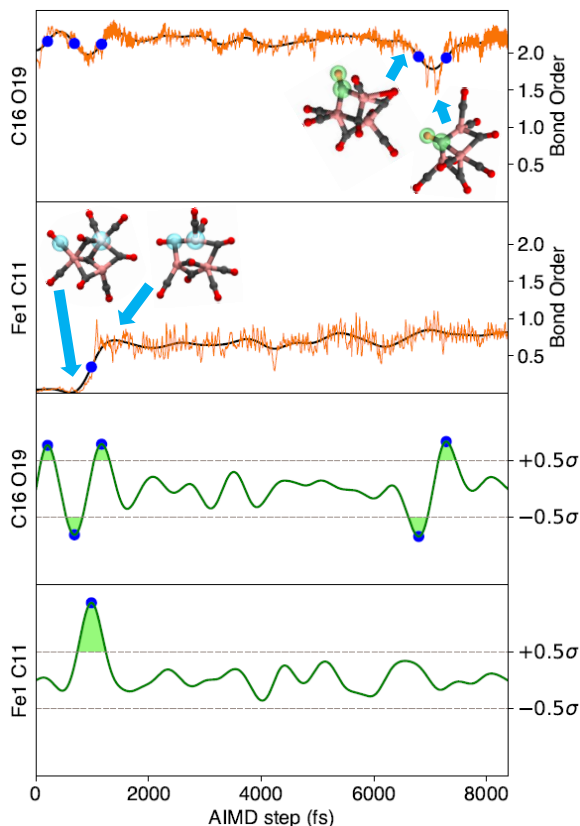 C16 O19
2.0
1.5
1.0
0.5
Bond Order
Fe1 C11
2.0
1.5
1.0
0.5
Bond Order
C16 O19
+0.5σ
−0.5σ
Fe1 C11
+0.5σ
−0.5σ
0 2000 4000 6000 8000
AIMD step (fs)